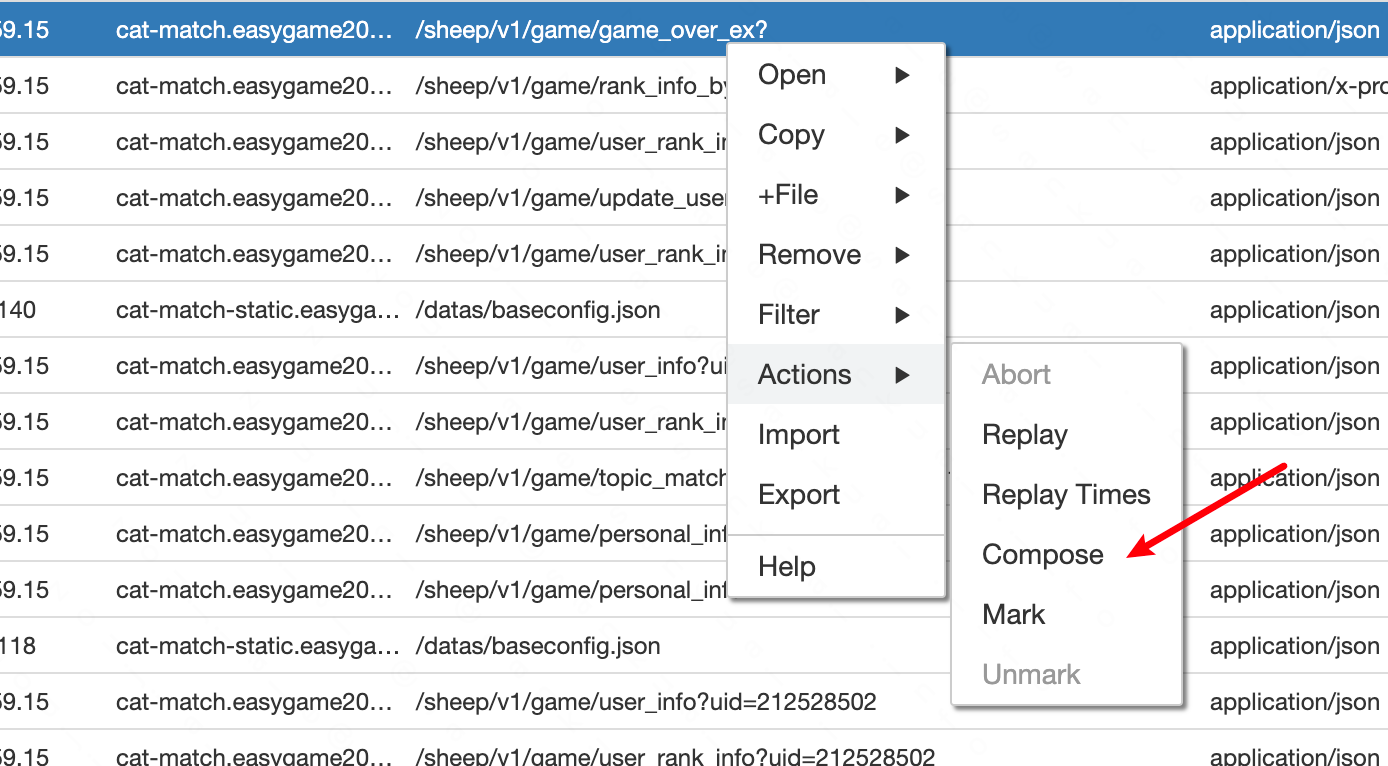 59.15 cat-match.easygame20... /sheep/v1/game/game_over_ex? application/json
Open
59.15 cat-match.easygame20... /sheep/v1/game/rank_info_by application/x-pro
Copy
59.15 cat-match.easygame20... /sheep/v1/game/user_rank_in application/json
59.15 cat-match.easygame20... /sheep/v1/game/update_user +File application/json
59.15 cat-match.easygame20... /sheep/v1/game/user_rank_in Remove application/json
140 cat-match-static.easyga... /datas/baseconfig.json Filter application/json
59.15 cat-match.easygame20... /sheep/v1/game/user_info?ui Actions Abort application/json
59.15 cat-match.easygame20... /sheep/v1/game/user_rank_in Import Replay application/json
59.15 cat-match.easygame20... /sheep/v1/game/topic_match Export Replay Times application/json
59.15 cat-match.easygame20... /sheep/v1/game/personal_inf Compose application/json
Help
59.15 cat-match.easygame20... /sheep/v1/game/personal_inf Mark application/json
118 cat-match-static.easyga... /datas/baseconfig.json application/json
Unmark
59.15 cat-match.easygame20... /sheep/v1/game/user_info?uid=212528502 application/json
59.15 cat-match.easygame20... /sheep/v1/game/user_rank_info?uid=212528502 application/json